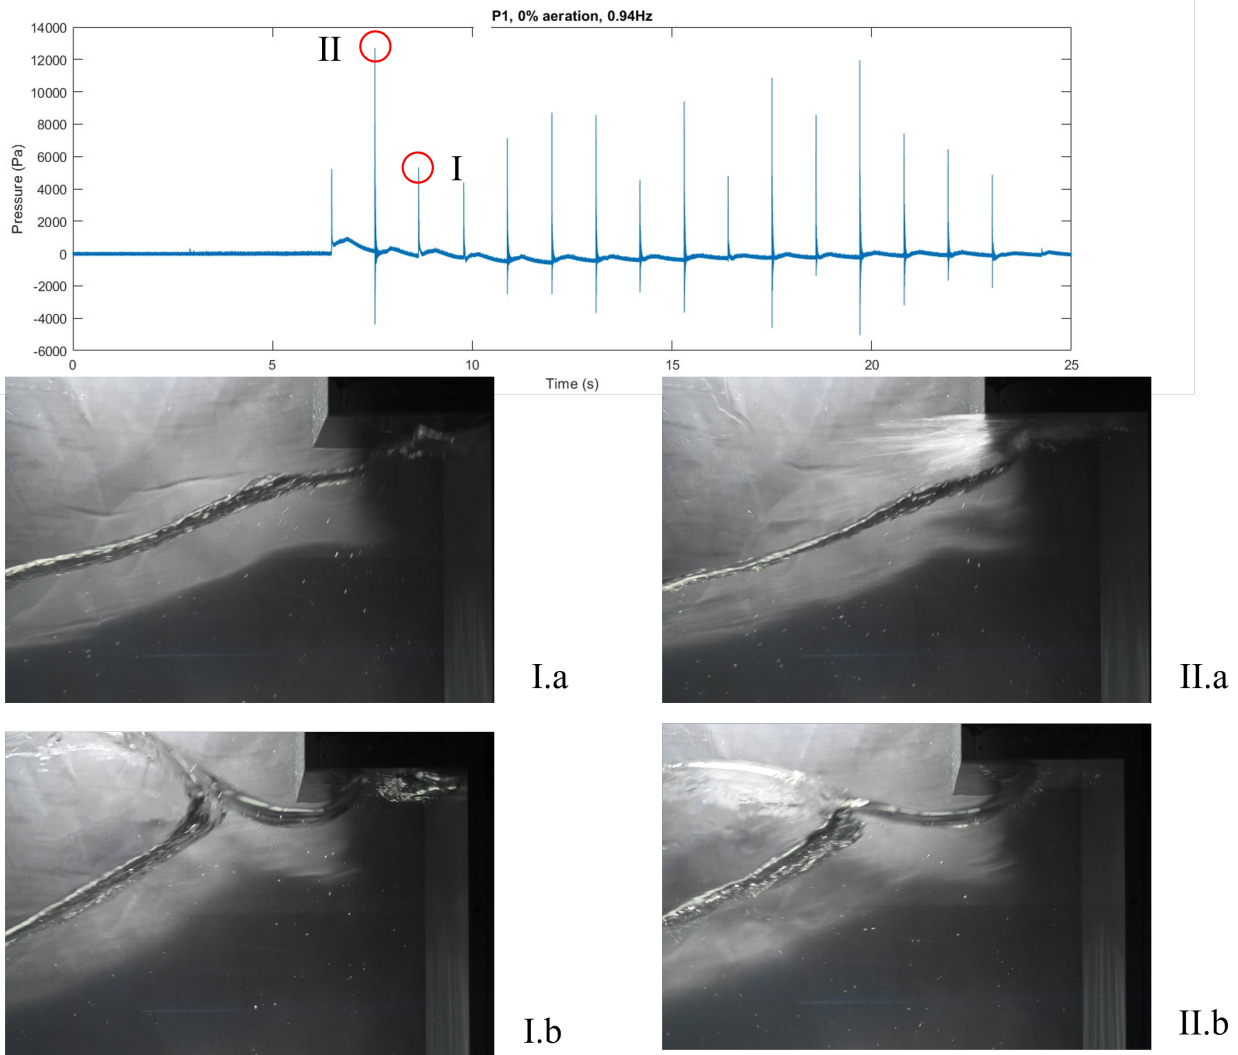 P1, 0% aeration, 0.94Hz
14000
12000
10000
8000
6000
4000
2000
0
-2000
-4000
-6000
Pressure (Pa)
II
I
0 5 10 15 20 25
Time (s)
I.a
II.a
I.b
II.b